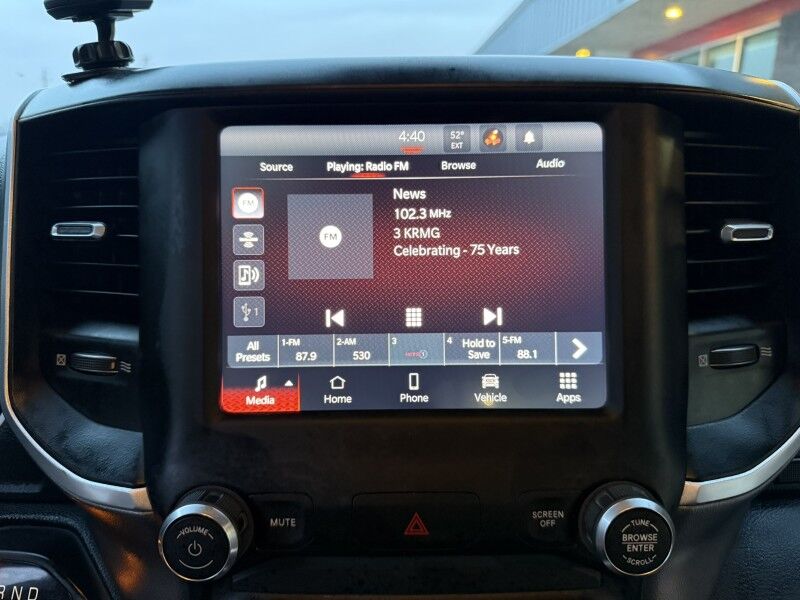 4:40
52°
EXT
Source
Playing: Radio FM
Browse
Audio
FM
News
102.3 MHz
FM
3 KRMG
Celebrating - 75 Years
1
All
Presets
1-FM
87.9
2-AM
530
3
4
Hold to
Save
5-FM
88.1
Media
Home
Phone
Vehicle
Apps
VOLUME
MUTE
SCREEN
OFF
TUNE
BROWSE
ENTER
SCROLL
RND